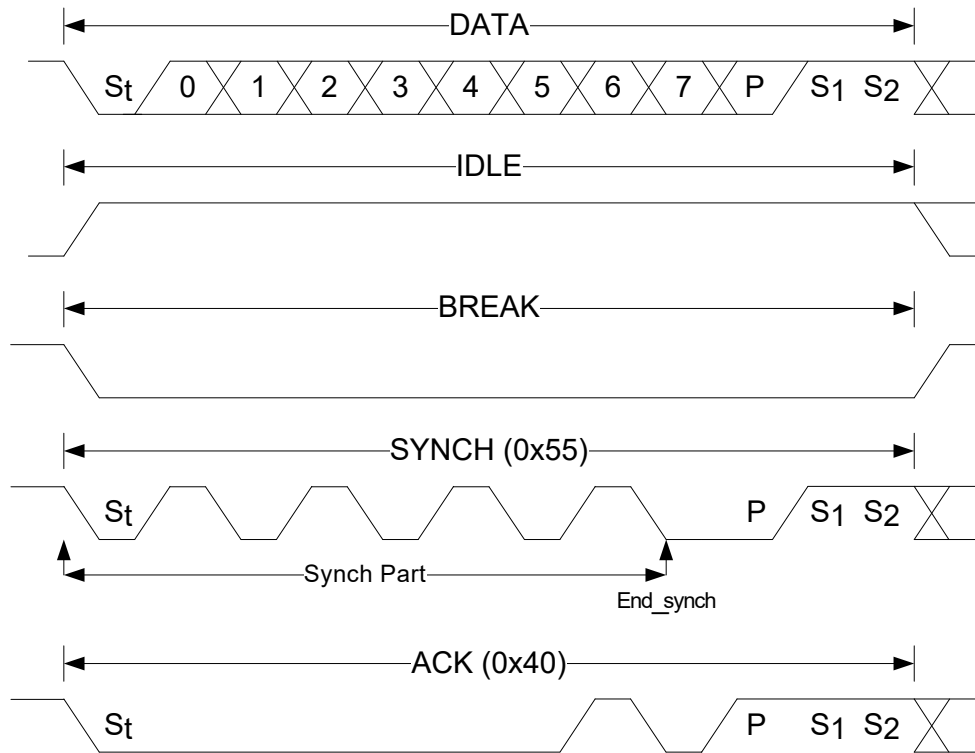 DATA
St 0 1 2 3 4 5 6 7 P S1 S2
IDLE
BREAK
SYNCH (0x55)
St P S1 S2
Synch Part
End_synch
ACK (0x40)
St P S1 S2